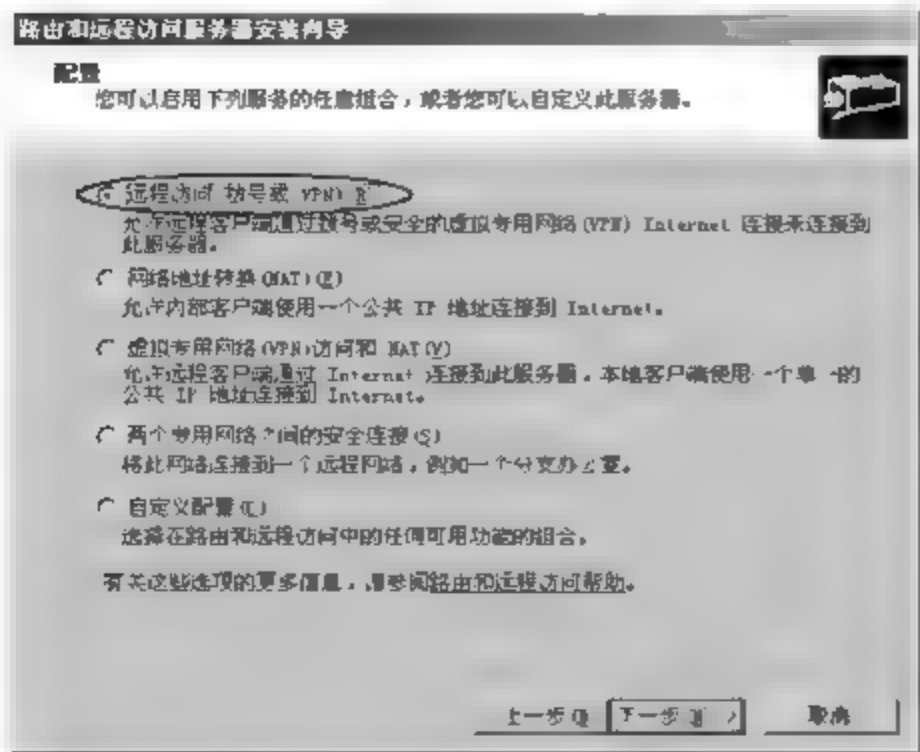 路由和远程访问服务器安装向导
配置
您可以启用下列服务的任意组合，或者您可以自定义此服务器。
远程访问 拨号或 VPN) R
允许远程客户端通过拨号或安全的虚拟专用网络(VPN) Internet 连接来连接到
此服务器。
网络地址转换(NAT)(E)
允许内部客户端使用一个公共 IP 地址连接到 Internet。
虚拟专用网络(VPN)访问和 NAT(V)
允许远程客户端通过 Internet 连接到此服务器，本地客户端使用一个单一的
公共 IP 地址连接到 Internet。
两个专用网络之间的安全连接(S)
将此网络连接到一个远程网络，例如一个分支办公室。
自定义配置(C)
选择在路由和远程访问中的任何可用功能的组合。
有关这些选项的更多信息，请参阅路由和远程访问帮助。
上一步(B) 下一步(N) > 取消